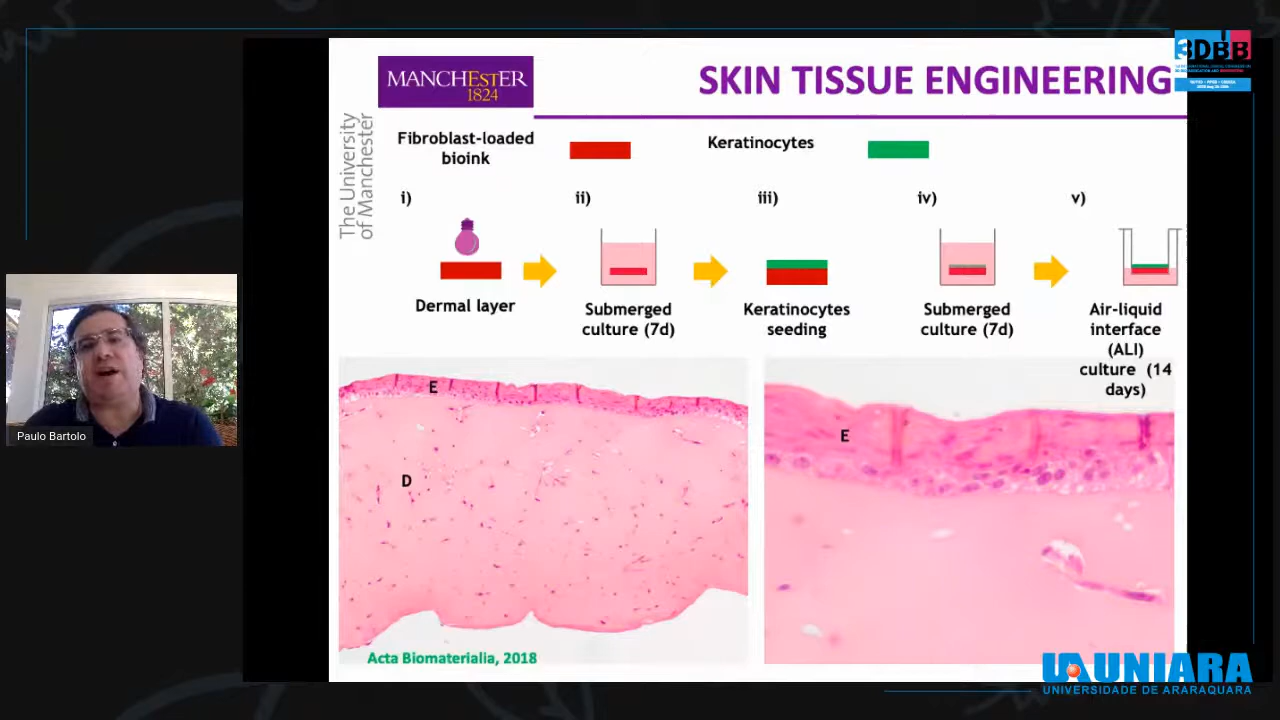 MANCHESTER
1824
The University
of Manchester
SKIN TISSUE ENGINEERING
3DBB
Fibroblast-loaded
bioink
Keratinocytes
i)
ii)
iii)
iv)
v)
Dermal layer
Submerged
culture (7d)
Keratinocytes
seeding
Submerged
culture (7d)
Air-liquid
interface
(ALI)
culture (14
days)
E
D
E
Acta Biomaterialia, 2018
Paulo Bartolo
UNIARA
UNIVERSIDADE DE ARARAQUARA